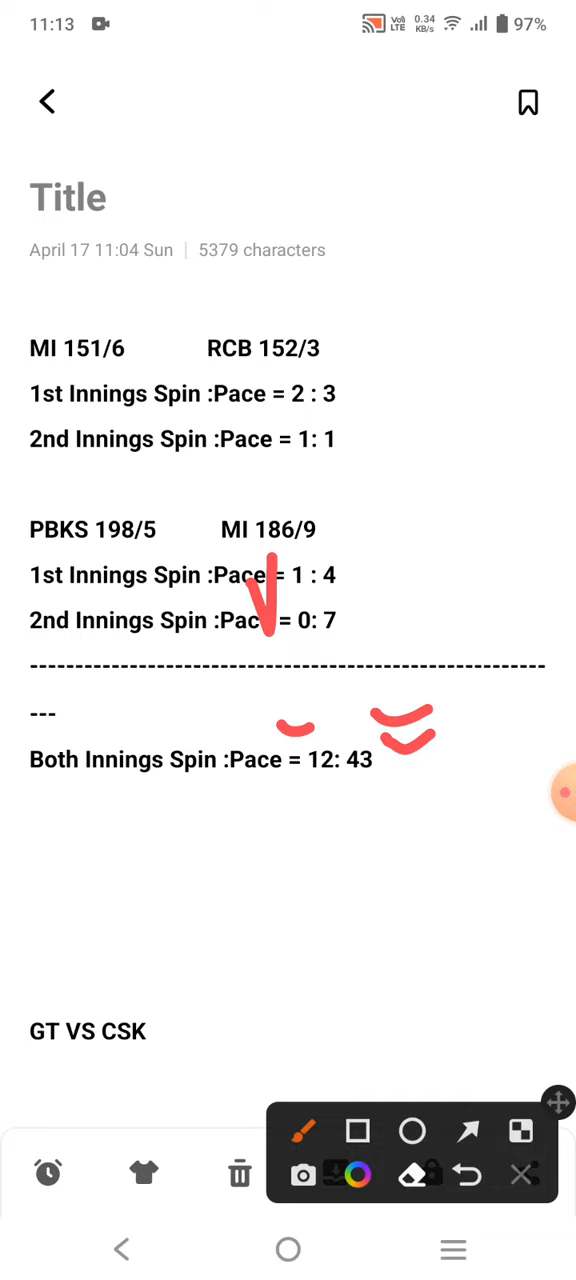 11:13 Vo) LTE 0.34 KB/s 97%
Title
April 17 11:04 Sun | 5379 characters
MI 151/6 RCB 152/3
1st Innings Spin :Pace = 2 : 3
2nd Innings Spin :Pace = 1: 1
PBKS 198/5 MI 186/9
1st Innings Spin :Pace = 1 : 4
2nd Innings Spin :Pace = 0: 7
---------------------------------------------------------
---
Both Innings Spin :Pace = 12: 43
GT VS CSK